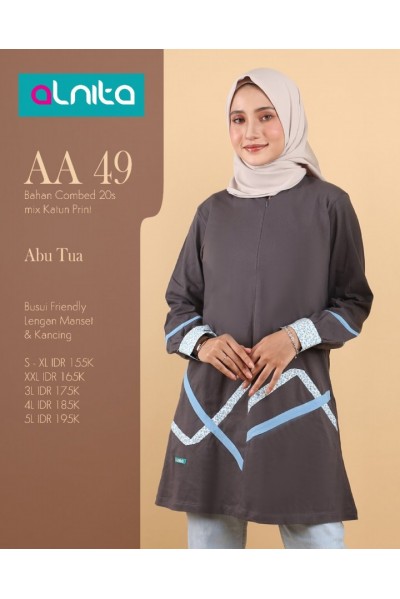 alnita
AA 49
Bahan Combed 20s
mix Katun Print
Abu Tua
Busui Friendly
Lengan Manset
& Kancing
S - XL IDR 155K
XXL IDR 165K
3L IDR 175K
4L IDR 185K
5L IDR 195K